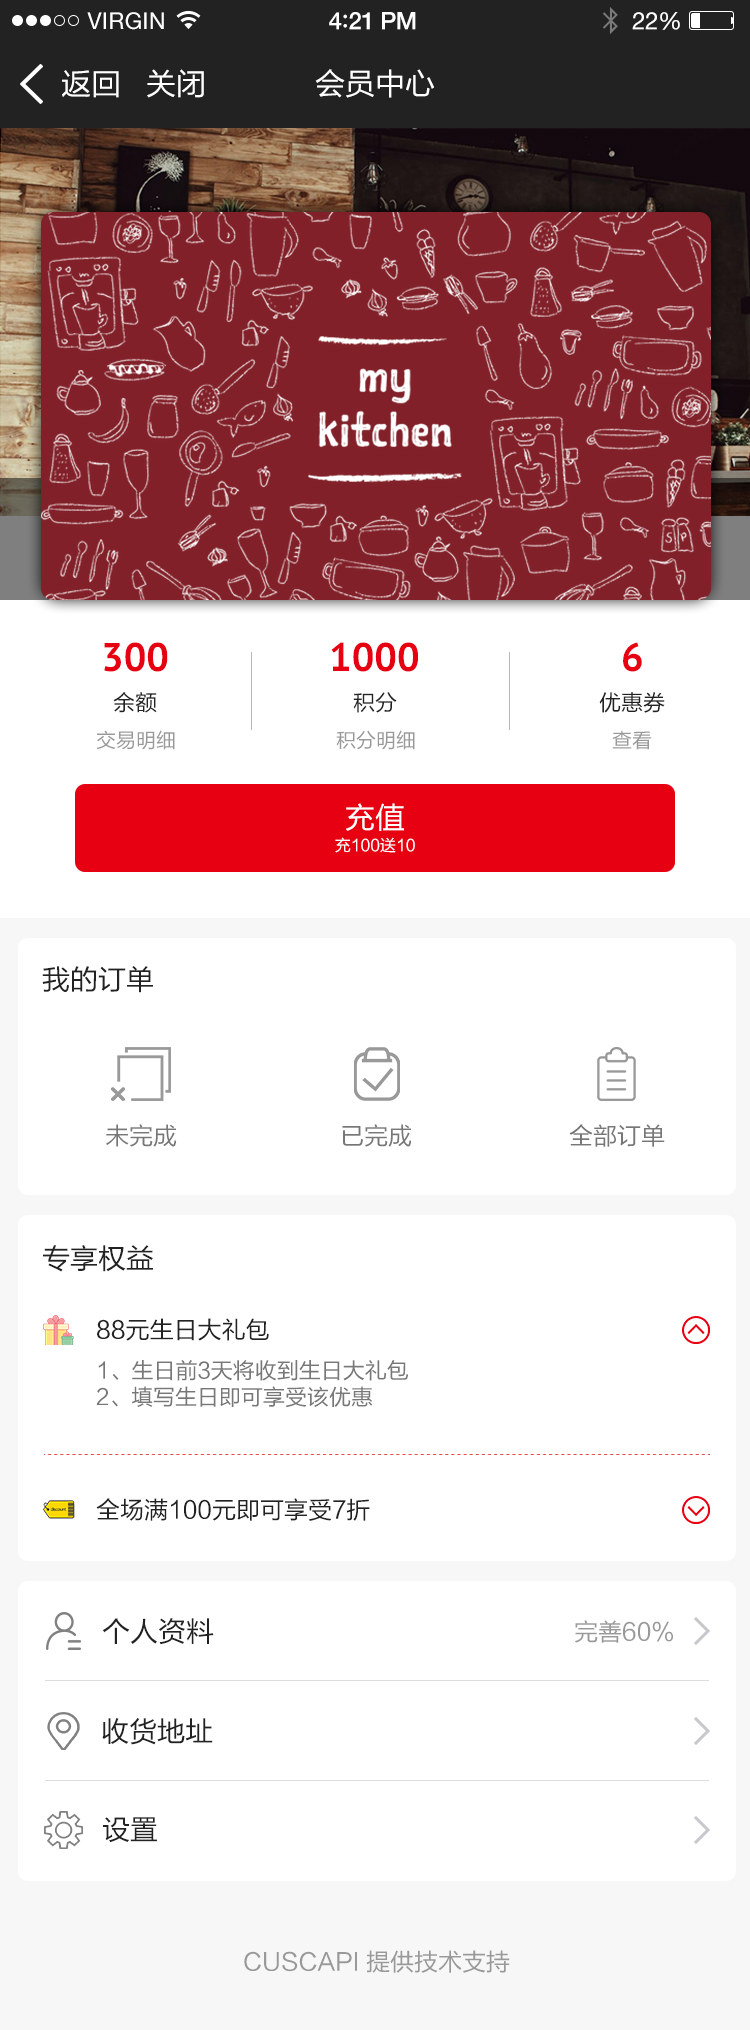 VIRGIN
4:21 PM
22%
返回
关闭
会员中心
my
kitchen
S P
300
1000
6
余额
积分
优惠券
交易明细
积分明细
查看
充值
充100送10
我的订单
未完成
已完成
全部订单
专享权益
88元生日大礼包
1、生日前3天将收到生日大礼包
2、填写生日即可享受该优惠
discount
全场满100元即可享受7折
个人资料
完善60%
收货地址
设置
CUSCAPI 提供技术支持